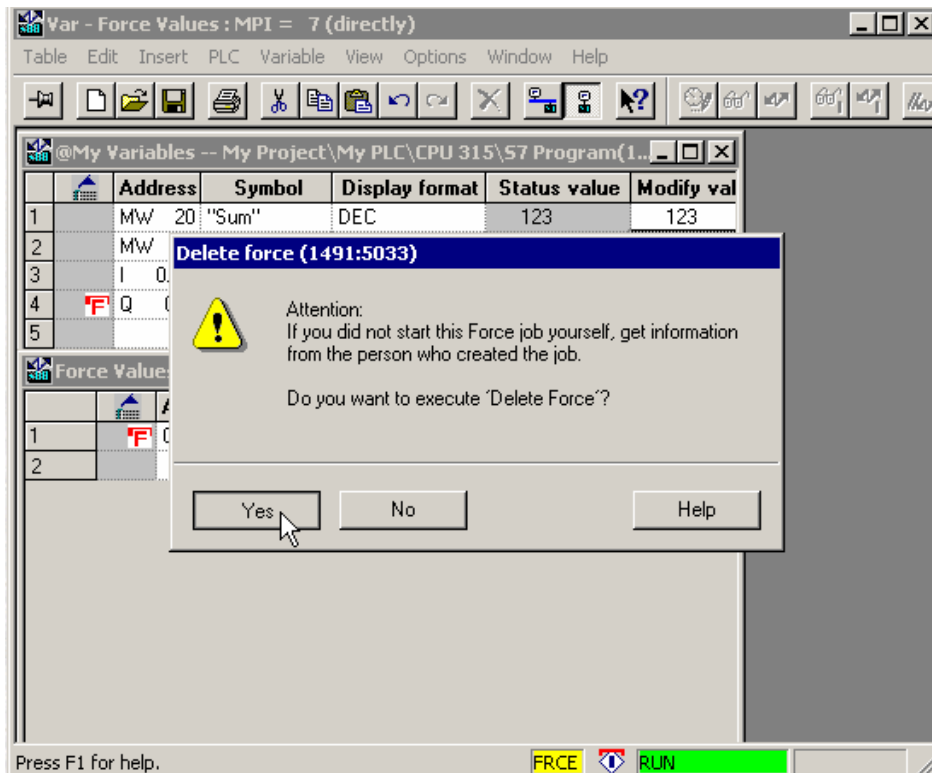 Var - Force Values : MPI = 7 (directly)
Table Edit Insert PLC Variable View Options Window Help
@My Variables -- My Project\My PLC\CPU 315\S7 Program(1...
Address Symbol Display format Status value Modify val
1 MW 20 "Sum" DEC 123 123
2 MW
3 I 0.
4 F Q
5
Delete force (1491:5033)
Attention:
If you did not start this Force job yourself, get information
from the person who created the job.
Do you want to execute ´Delete Force´?
Yes No Help
Force Value
1 F
2
Press F1 for help. FRCE RUN